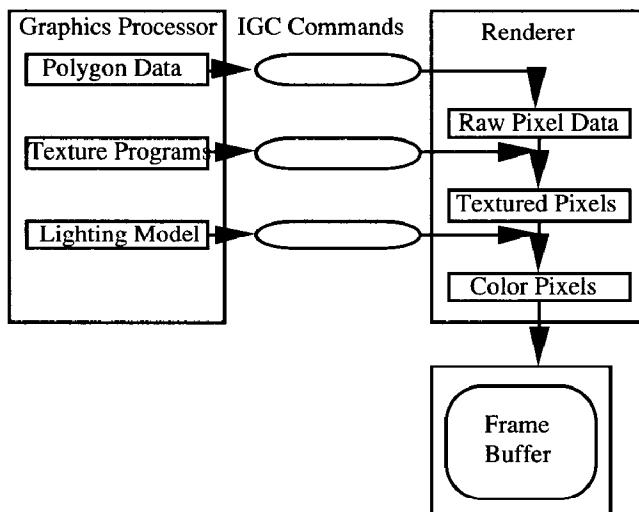 Graphics Processor
IGC Commands
Renderer
Polygon Data
Raw Pixel Data
Texture Programs
Textured Pixels
Lighting Model
Color Pixels
Frame
Buffer